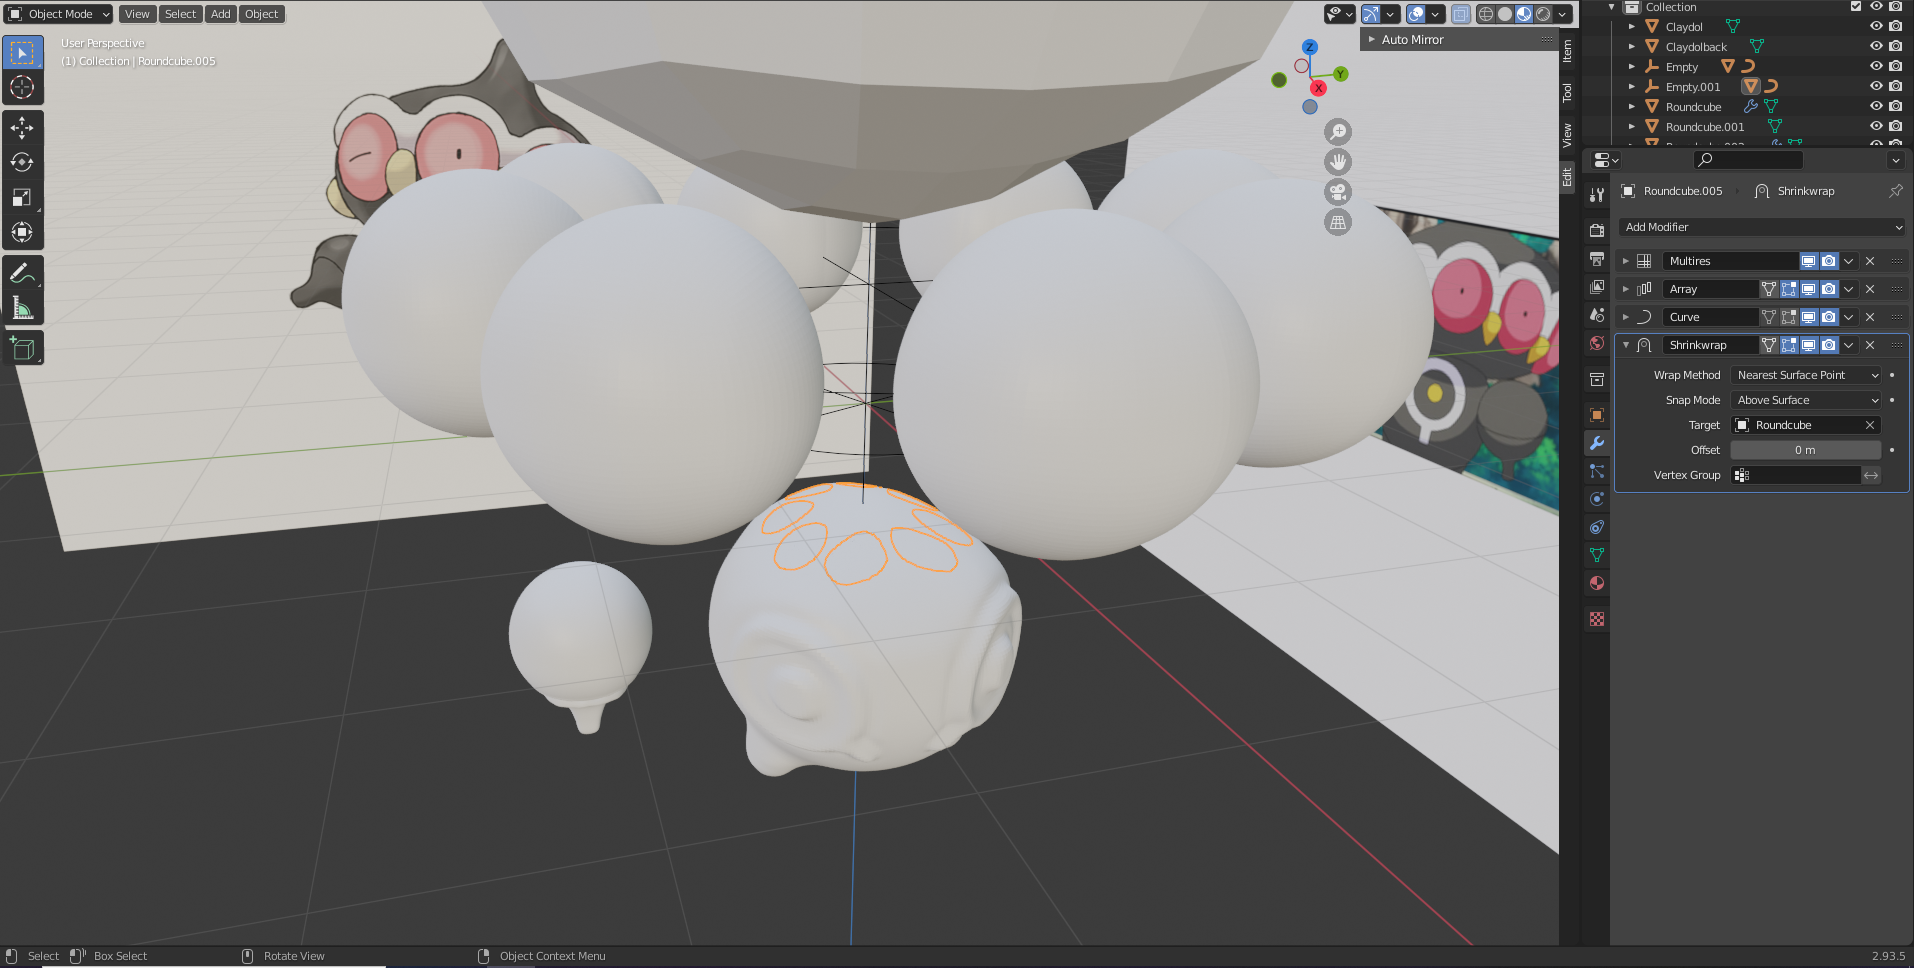 Object Mode View Select Add Object
User Perspective
(1) Collection | Roundcube.005
Z
Y
X
Auto Mirror
Item
Tool
View
Edit
Collection
Claydol
Claydolback
Empty
Empty.001
Roundcube
Roundcube.001
Roundcube.005 Shrinkwrap
Add Modifier
Multires
Array
Curve
Shrinkwrap
Wrap Method Nearest Surface Point
Snap Mode Above Surface
Target Roundcube
Offset 0 m
Vertex Group
Select Box Select Rotate View Object Context Menu 2.93.5